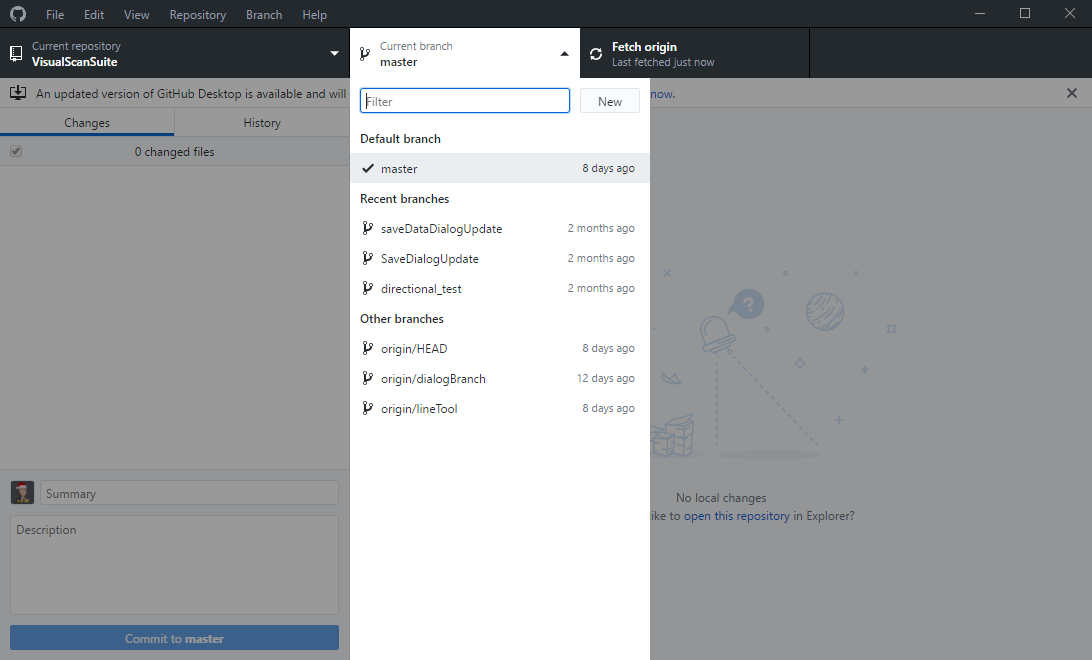 File Edit View Repository Branch Help
Current repository
VisualScanSuite
Current branch
master
Fetch origin
Last fetched just now
An updated version of GitHub Desktop is available and will
now.
Changes History
0 changed files
Filter
New
Default branch
master 8 days ago
Recent branches
saveDataDialogUpdate 2 months ago
SaveDialogUpdate 2 months ago
directional_test 2 months ago
Other branches
origin/HEAD 8 days ago
origin/dialogBranch 12 days ago
origin/lineTool 8 days ago
?
No local changes
ike to open this repository in Explorer?
Summary
Description
Commit to master